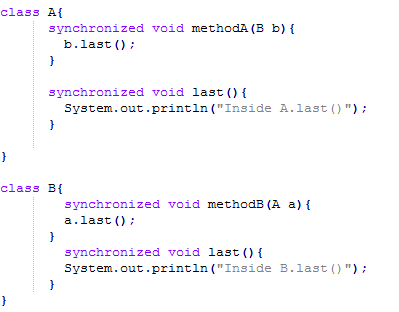 class A{
synchronized void methodA(B b){
b.last();
}
synchronized void last(){
System.out.println("Inside A.last()");
}
}
class B{
synchronized void methodB(A a){
a.last();
}
synchronized void last(){
System.out.println("Inside B.last()");
}
}